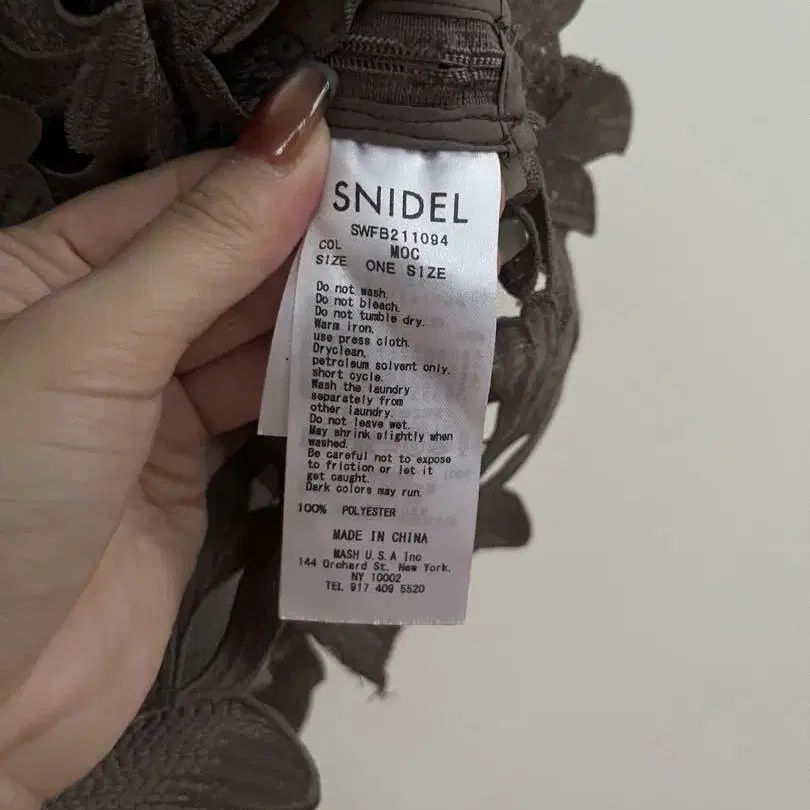 SNIDEL
SWFB211094
COL MOC
SIZE ONE SIZE
Do not wash.
Do not bleach.
Do not tumble dry.
Warm iron.
use press cloth.
Dryclean.
petroleum solvent only.
short cycle.
Wash the laundry
separately from
other laundry.
Do not leave wet.
May shrink slightly when
washed.
Be careful not to expose
to friction or let it
get caught.
Dark colors may run.
100% POLYESTER
MADE IN CHINA
MASH U.S.A Inc
144 Orchard St. New York.
NY 10002
TEL 917 409 5520